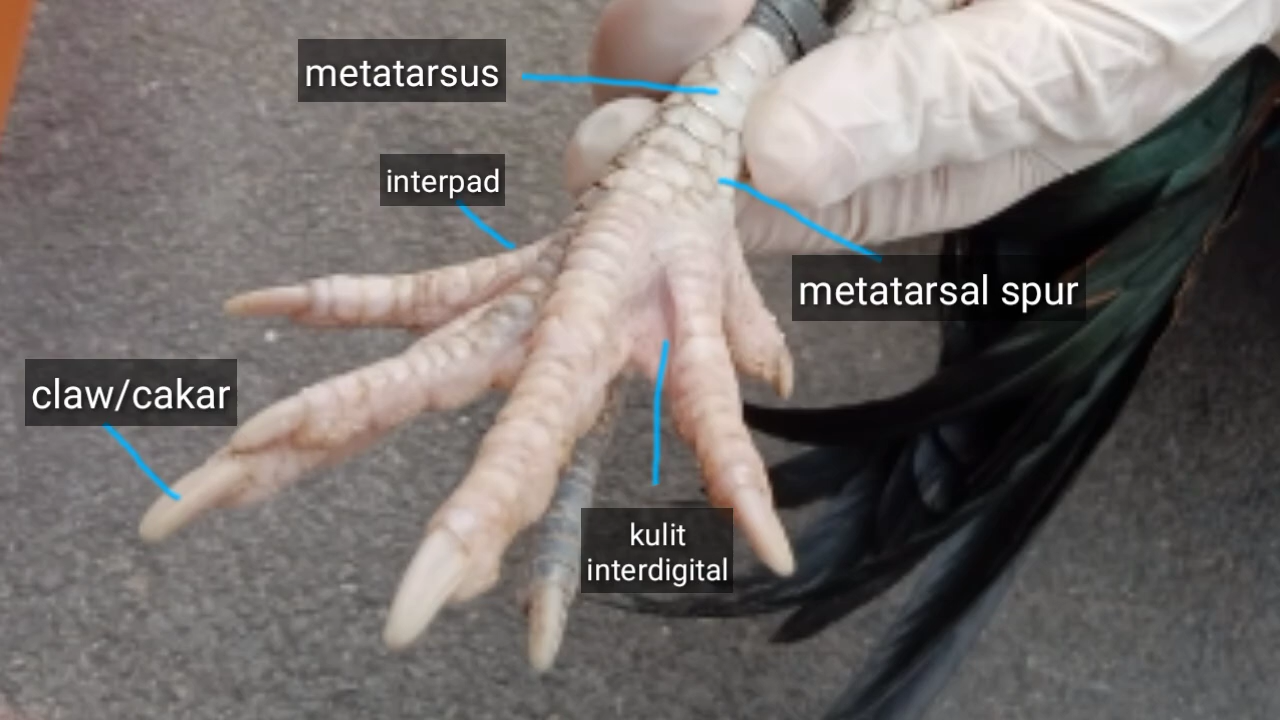 metatarsus
interpad
metatarsal spur
claw/cakar
kulit
interdigital